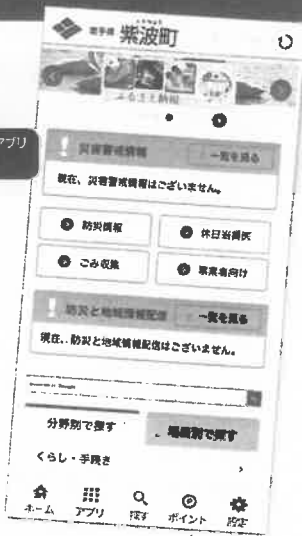 アプリ
岩手県 紫波町
ふるさと納税
災害警戒情報
一覧を見る
現在、災害警戒情報はございません。
防災情報
休日当番医
ごみ収集
事業者向け
防災と地域情報配信
一覧を見る
現在、防災と地域情報配信はございません。
分野別で探す
場面別で探す
くらし・手続き
ホーム
アプリ
探す
ポイント
設定